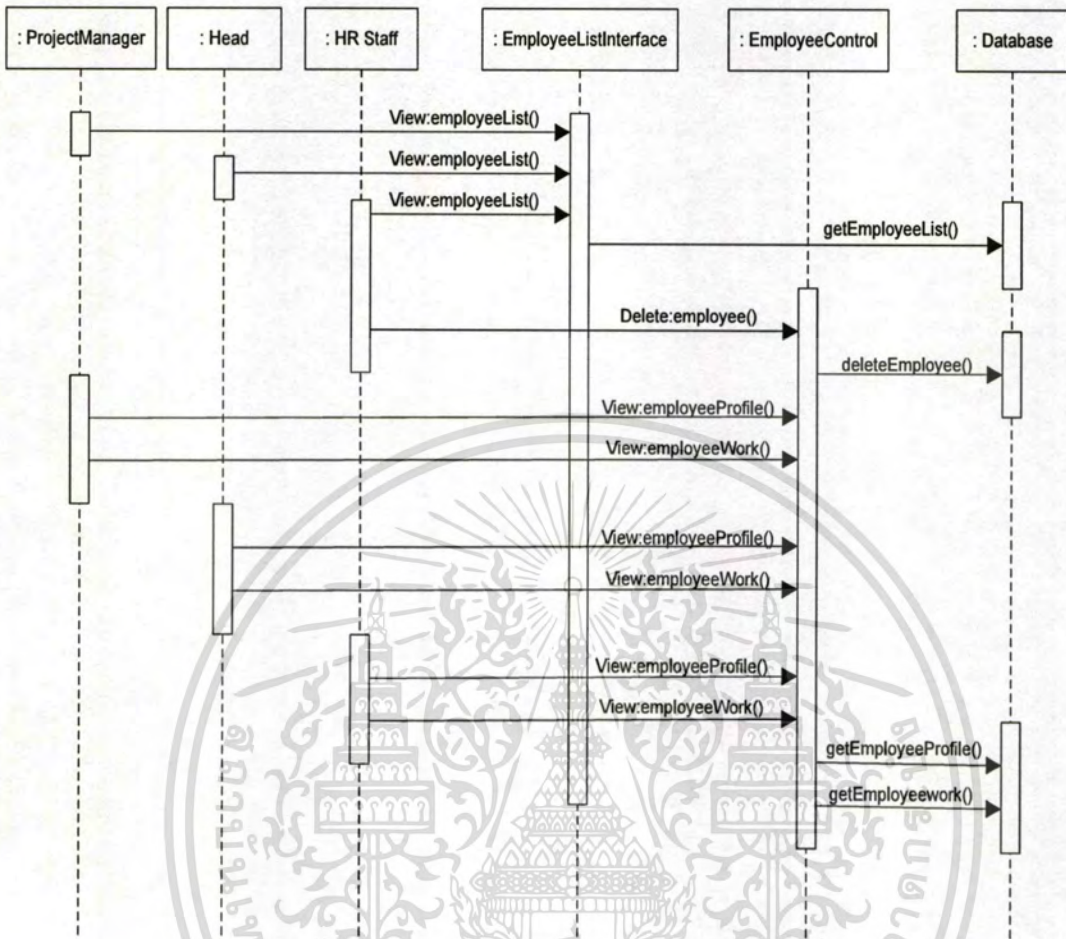 : ProjectManager
: Head
: HR Staff
: EmployeeListInterface
: EmployeeControl
: Database
View:employeeList()
View:employeeList()
View:employeeList()
getEmployeeList()
Delete:employee()
deleteEmployee()
View:employeeProfile()
View:employeeWork()
View:employeeProfile()
View:employeeWork()
View:employeeProfile()
View:employeeWork()
getEmployeeProfile()
getEmployeework()